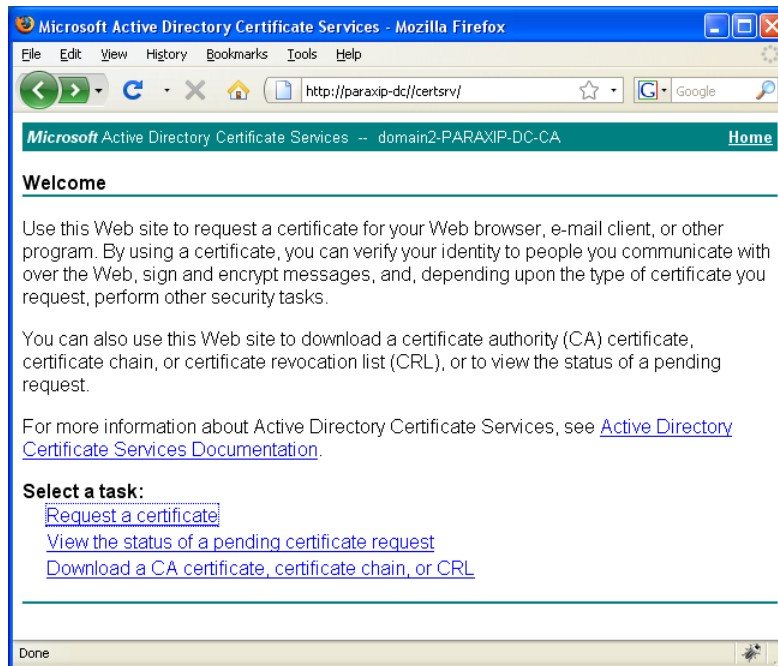 Microsoft Active Directory Certificate Services - Mozilla Firefox
File Edit View History Bookmarks Tools Help
http://paraxip-dc//certsrv/ G Google
Microsoft Active Directory Certificate Services -- domain2-PARAXIP-DC-CA Home
Welcome
Use this Web site to request a certificate for your Web browser, e-mail client, or other
program. By using a certificate, you can verify your identity to people you communicate with
over the Web, sign and encrypt messages, and, depending upon the type of certificate you
request, perform other security tasks.
You can also use this Web site to download a certificate authority (CA) certificate,
certificate chain, or certificate revocation list (CRL), or to view the status of a pending
request.
For more information about Active Directory Certificate Services, see Active Directory
Certificate Services Documentation.
Select a task:
Request a certificate
View the status of a pending certificate request
Download a CA certificate, certificate chain, or CRL
Done